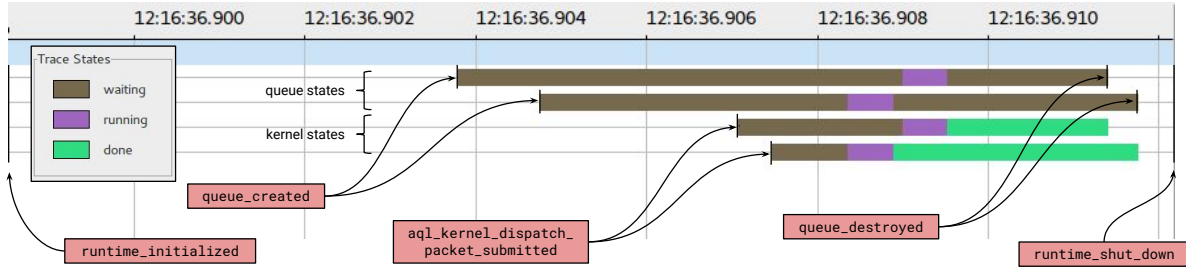 12:16:36.900 12:16:36.902 12:16:36.904 12:16:36.906 12:16:36.908 12:16:36.910
Trace States
waiting
running
done
queue states
kernel states
queue_created
aql_kernel_dispatch_
packet_submitted
queue_destroyed
runtime_initialized
runtime_shut_down